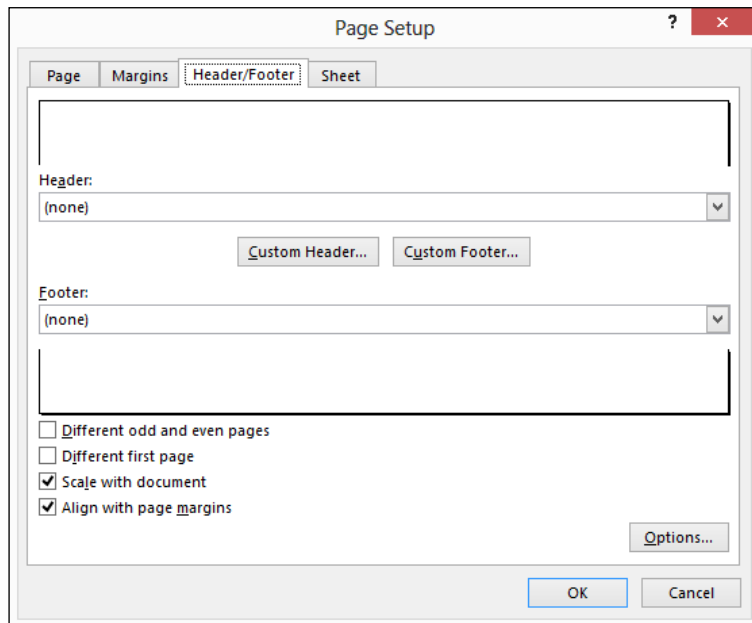 Page Setup ?
Page Margins Header/Footer Sheet
Header:
(none)
Custom Header... Custom Footer...
Footer:
(none)
Different odd and even pages
Different first page
Scale with document
Align with page margins
Options...
OK Cancel